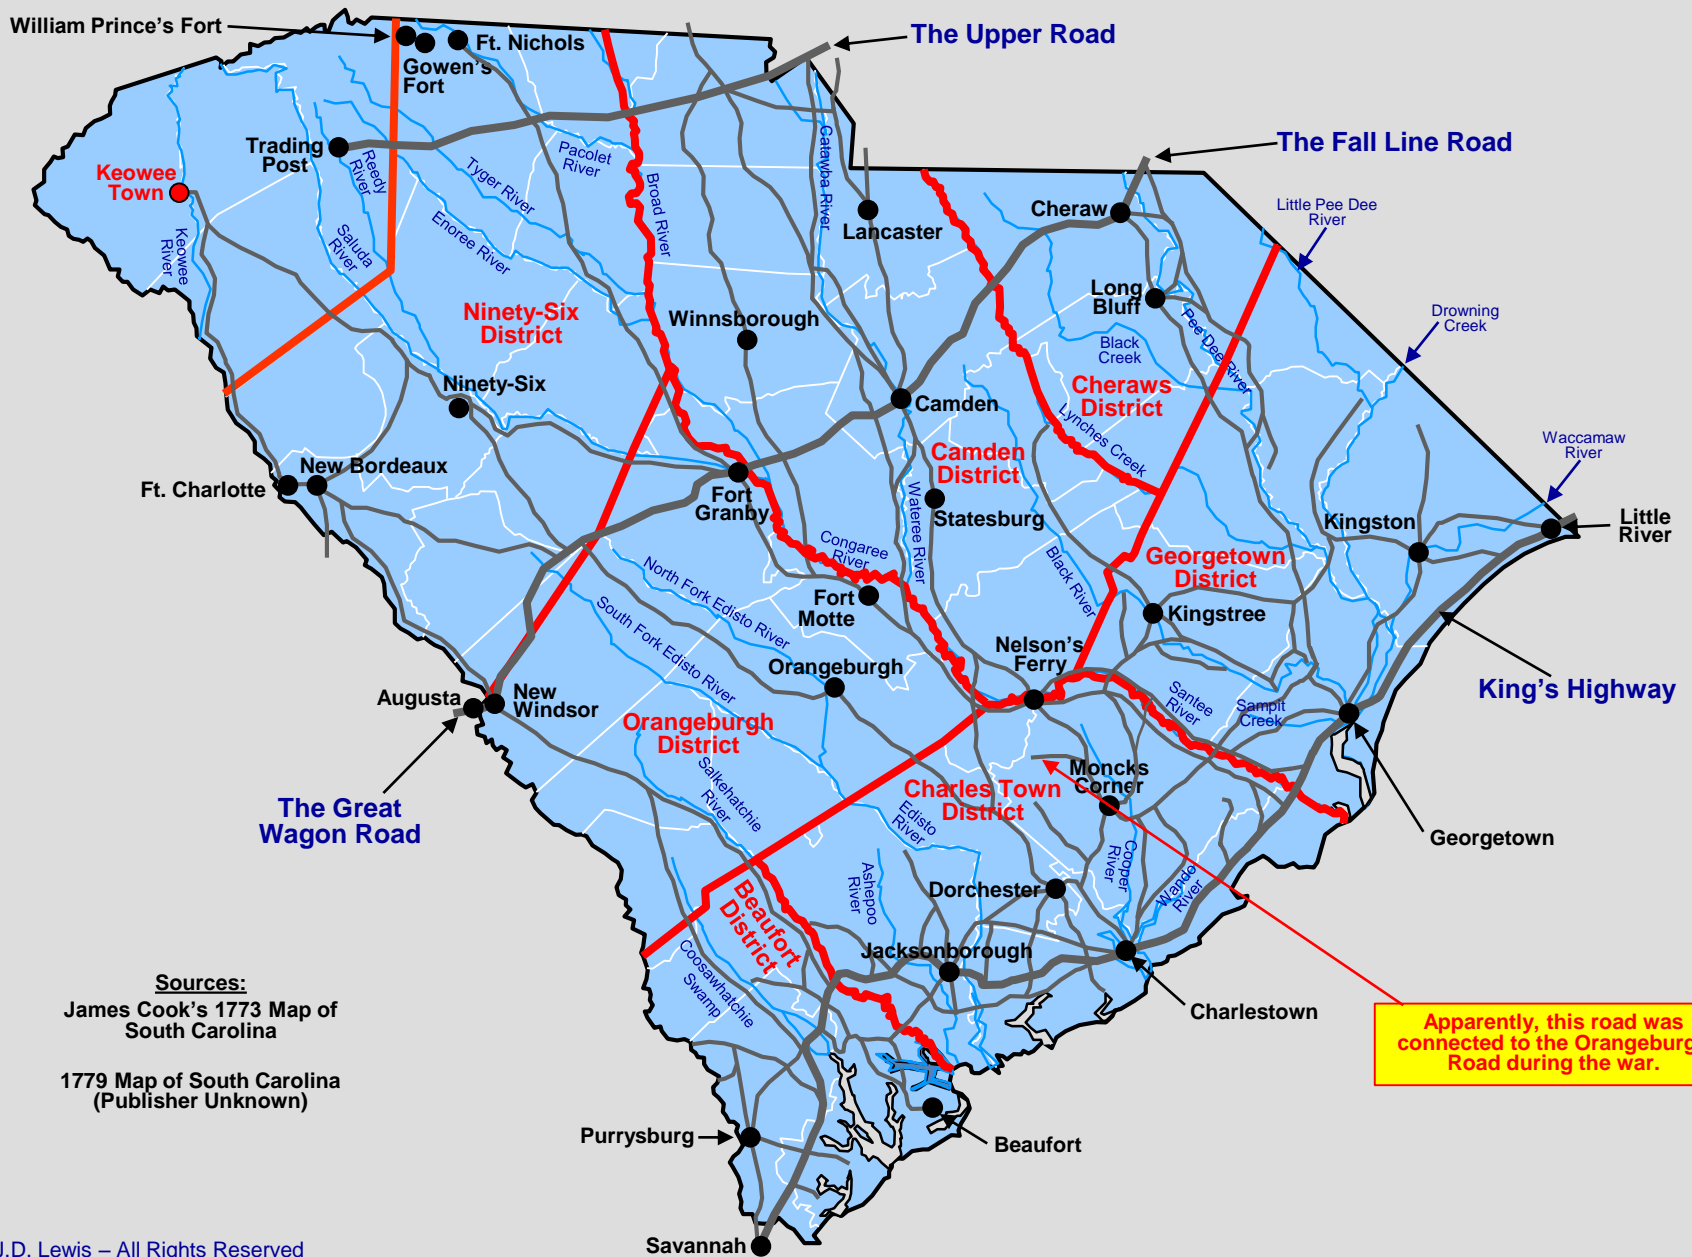 William Prince's Fort
The Upper Road
Ft. Nichols
Gowen's
Fort
The Fall Line Road
Trading
Post
Keowee
Town
Reedy
River
Pacolet
River
Tyger River
Catawba River
Broad River
Enoree River
Keowee
River
Saluda
River
Lancaster
Cheraw
Little Pee Dee
River
Long
Bluff
Drowning
Creek
Ninety-Six
District
Winnsborough
Black
Creek
Pee Dee River
Ninety-Six
Cheraws
District
Camden
Lynches Creek
Waccamaw
River
Camden
District
New Bordeaux
Ft. Charlotte
Fort
Granby
Wateree River
Statesburg
Kingston
Little
River
Congaree
River
Black River
Georgetown
District
North Fork Edisto River
South Fork Edisto River
Fort
Motte
Kingstree
Nelson's
Ferry
Orangeburgh
King's Highway
Augusta
New
Windsor
Santee
River
Sampit
Creek
Orangeburgh
District
Salkehatchie
River
Moncks
Corner
Charles Town
District
The Great
Wagon Road
Edisto
River
Georgetown
Cooper
River
Wando
River
Ashepoo
River
Dorchester
Beaufort
District
Jacksonborough
Coosawhatchie
Swamp
Sources:
James Cook's 1773 Map of
South Carolina
1779 Map of South Carolina
(Publisher Unknown)
Charlestown
Apparently, this road was
connected to the Orangeburg
Road during the war.
Purrysburg
Beaufort
Savannah
J.D. Lewis – All Rights Reserved